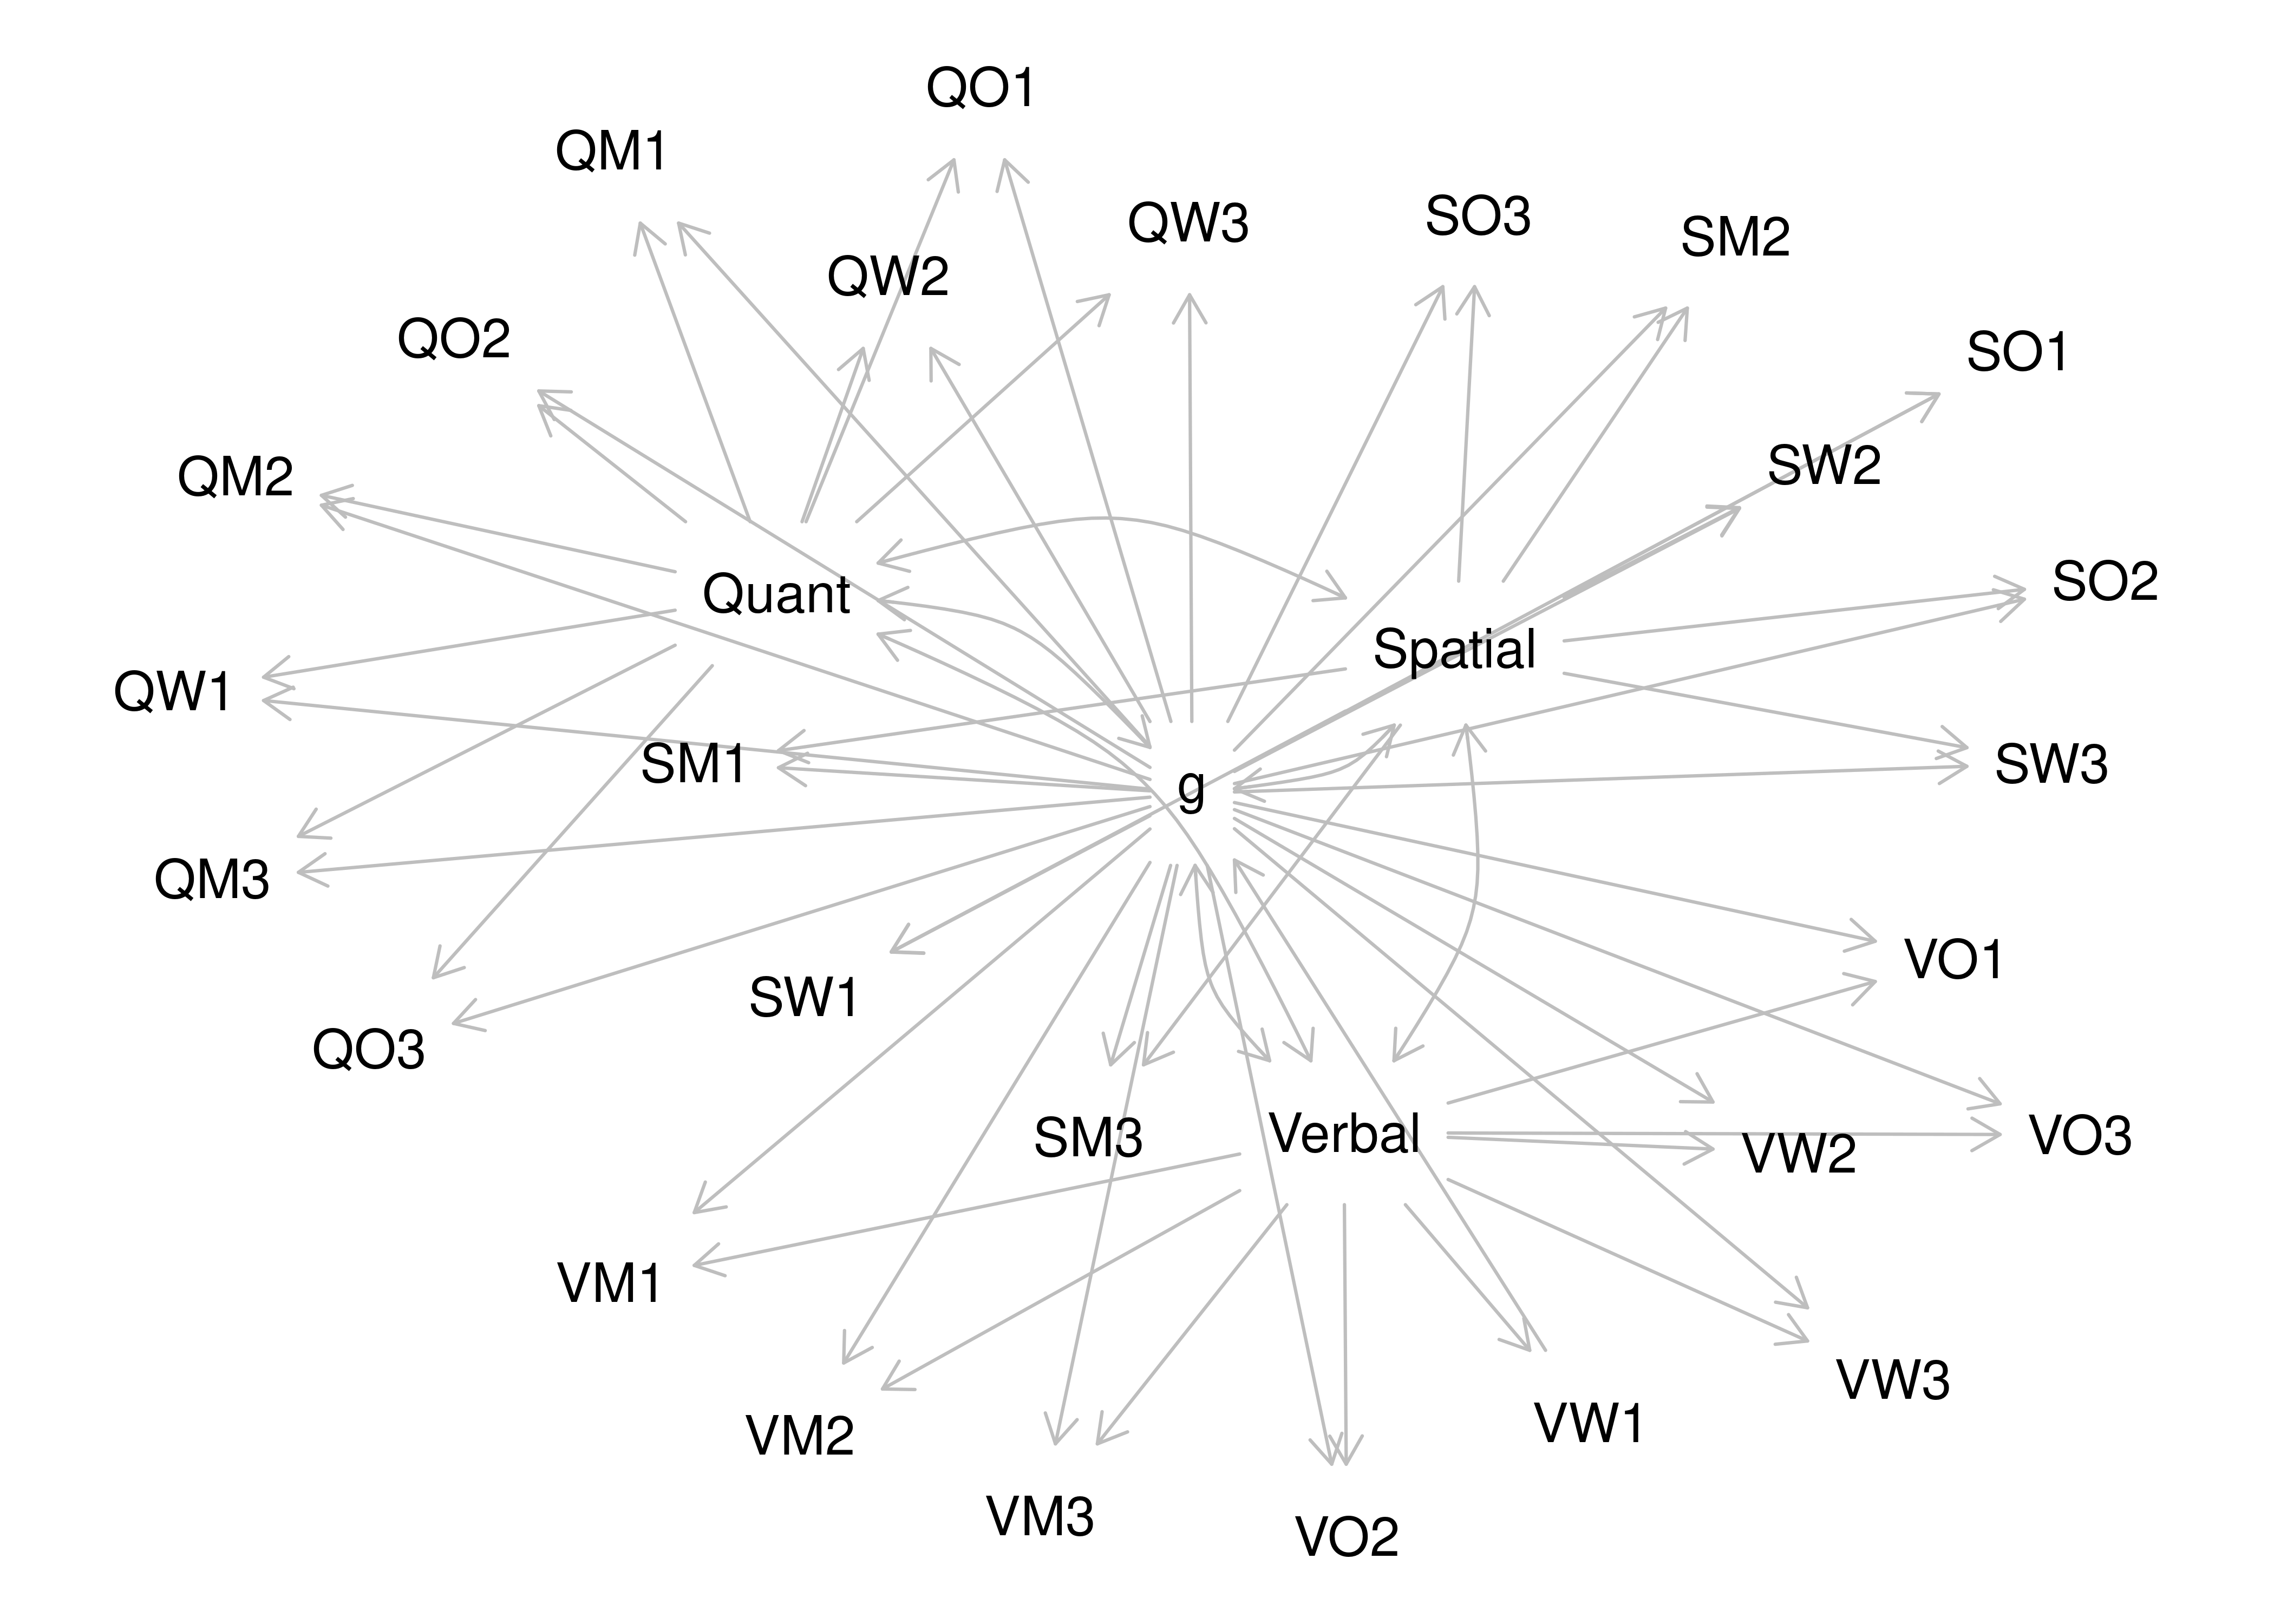 QO1
QM1
QW3
SO3
SM2
QW2
QO2
SO1
SW2
QM2
SO2
Quant
Spatial
QW1
SM1
SW3
g
QM3
VO1
SW1
QO3
SM3
Verbal
VW2
VO3
VM1
VW3
VW1
VM2
VM3
VO2